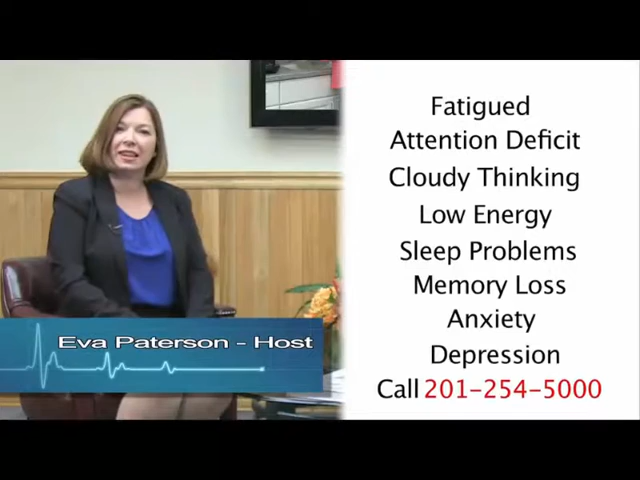 Fatigued
Attention Deficit
Cloudy Thinking
Low Energy
Sleep Problems
Memory Loss
Anxiety
Depression
Call 201-254-5000
Eva Paterson - Host